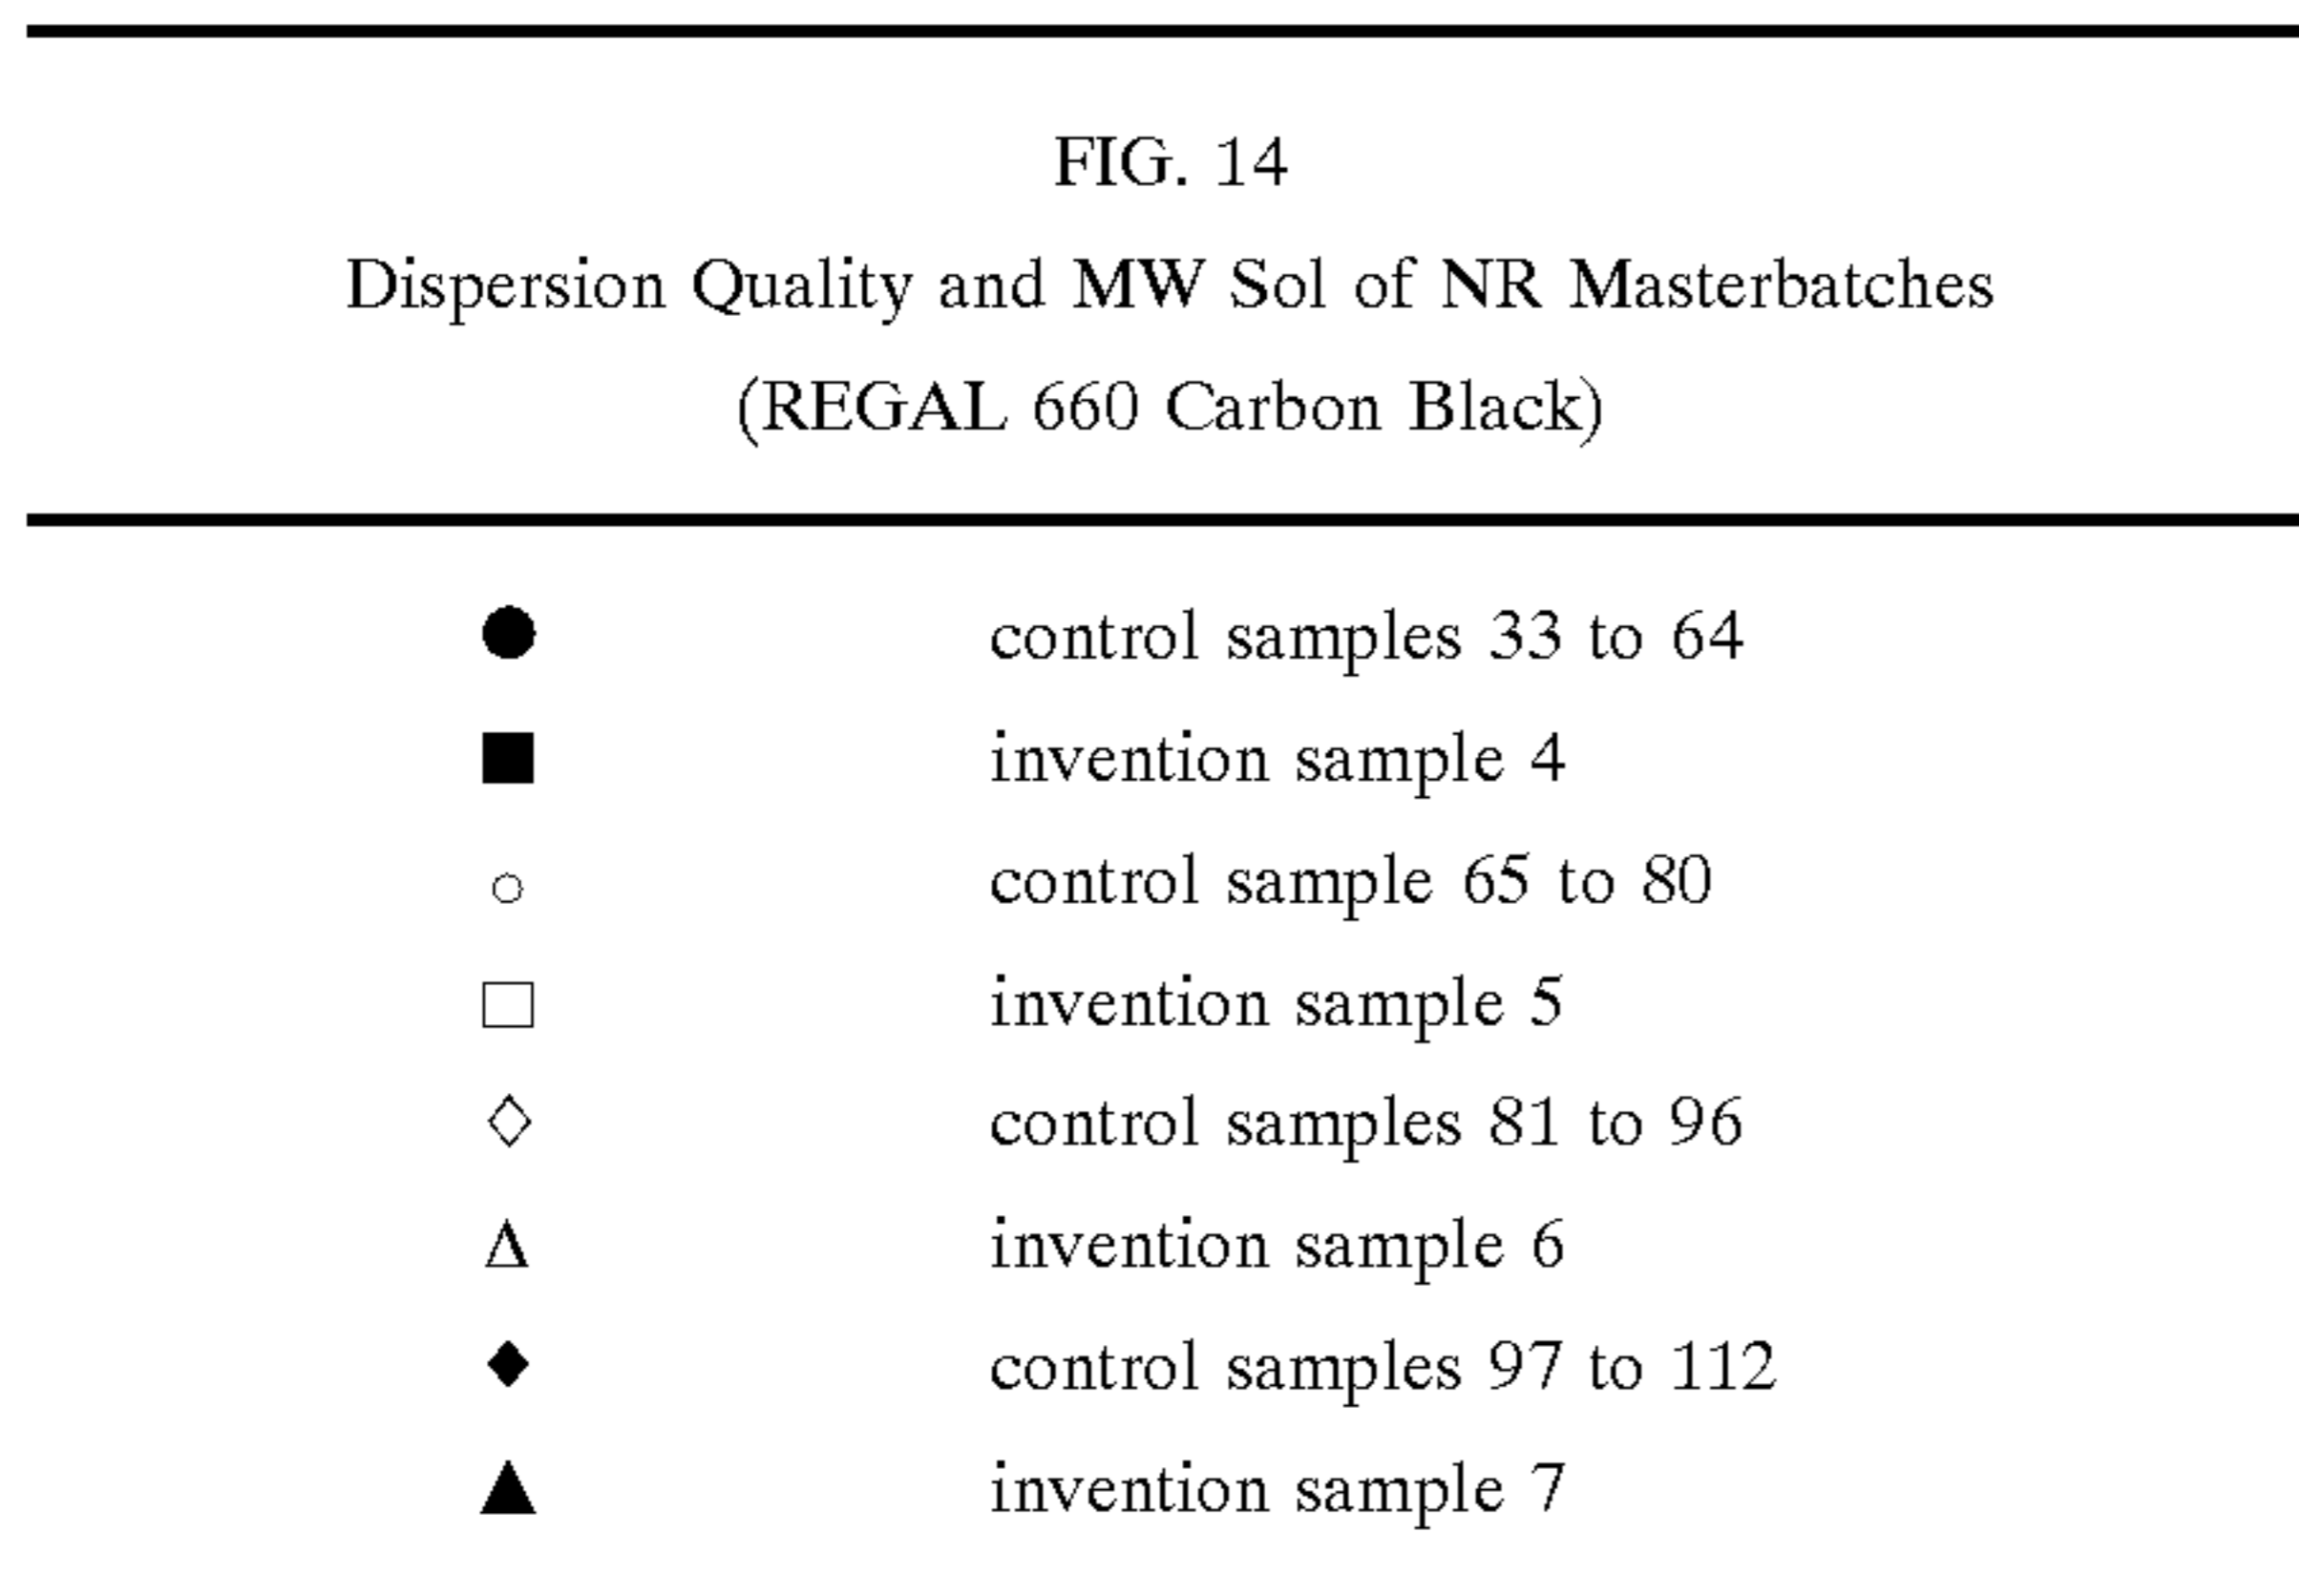 FIG. 14
Dispersion Quality and MW Sol of NR Masterbatches
(REGAL 660 Carbon Black)
● control samples 33 to 64
■ invention sample 4
○ control sample 65 to 80
□ invention sample 5
◇ control samples 81 to 96
Δ invention sample 6
◆ control samples 97 to 112
▲ invention sample 7